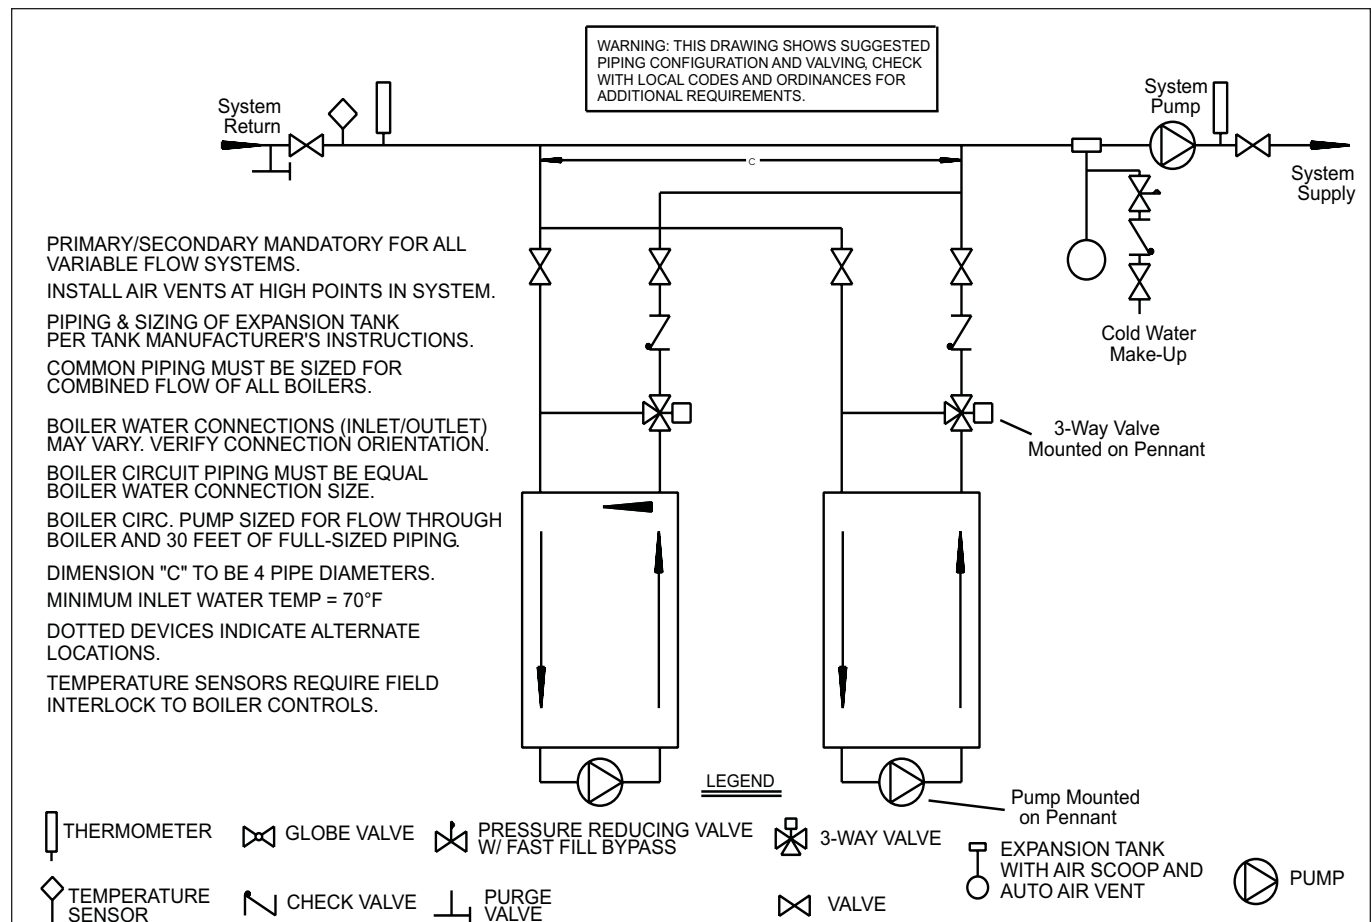 WARNING: THIS DRAWING SHOWS SUGGESTED
PIPING CONFIGURATION AND VALVING, CHECK
WITH LOCAL CODES AND ORDINANCES FOR
ADDITIONAL REQUIREMENTS.
System
Return
System
Pump
C
System
Supply
Cold Water
Make-Up
PRIMARY/SECONDARY MANDATORY FOR ALL
VARIABLE FLOW SYSTEMS.
INSTALL AIR VENTS AT HIGH POINTS IN SYSTEM.
PIPING & SIZING OF EXPANSION TANK
PER TANK MANUFACTURER'S INSTRUCTIONS.
COMMON PIPING MUST BE SIZED FOR
COMBINED FLOW OF ALL BOILERS.
BOILER WATER CONNECTIONS (INLET/OUTLET)
MAY VARY. VERIFY CONNECTION ORIENTATION.
BOILER CIRCUIT PIPING MUST BE EQUAL
BOILER WATER CONNECTION SIZE.
BOILER CIRC. PUMP SIZED FOR FLOW THROUGH
BOILER AND 30 FEET OF FULL-SIZED PIPING.
DIMENSION "C" TO BE 4 PIPE DIAMETERS.
MINIMUM INLET WATER TEMP = 70°F
DOTTED DEVICES INDICATE ALTERNATE
LOCATIONS.
TEMPERATURE SENSORS REQUIRE FIELD
INTERLOCK TO BOILER CONTROLS.
3-Way Valve
Mounted on Pennant
Pump Mounted
on Pennant
LEGEND
THERMOMETER
GLOBE VALVE
PRESSURE REDUCING VALVE
W/ FAST FILL BYPASS
3-WAY VALVE
EXPANSION TANK
WITH AIR SCOOP AND
AUTO AIR VENT
PUMP
TEMPERATURE
SENSOR
CHECK VALVE
PURGE
VALVE
VALVE